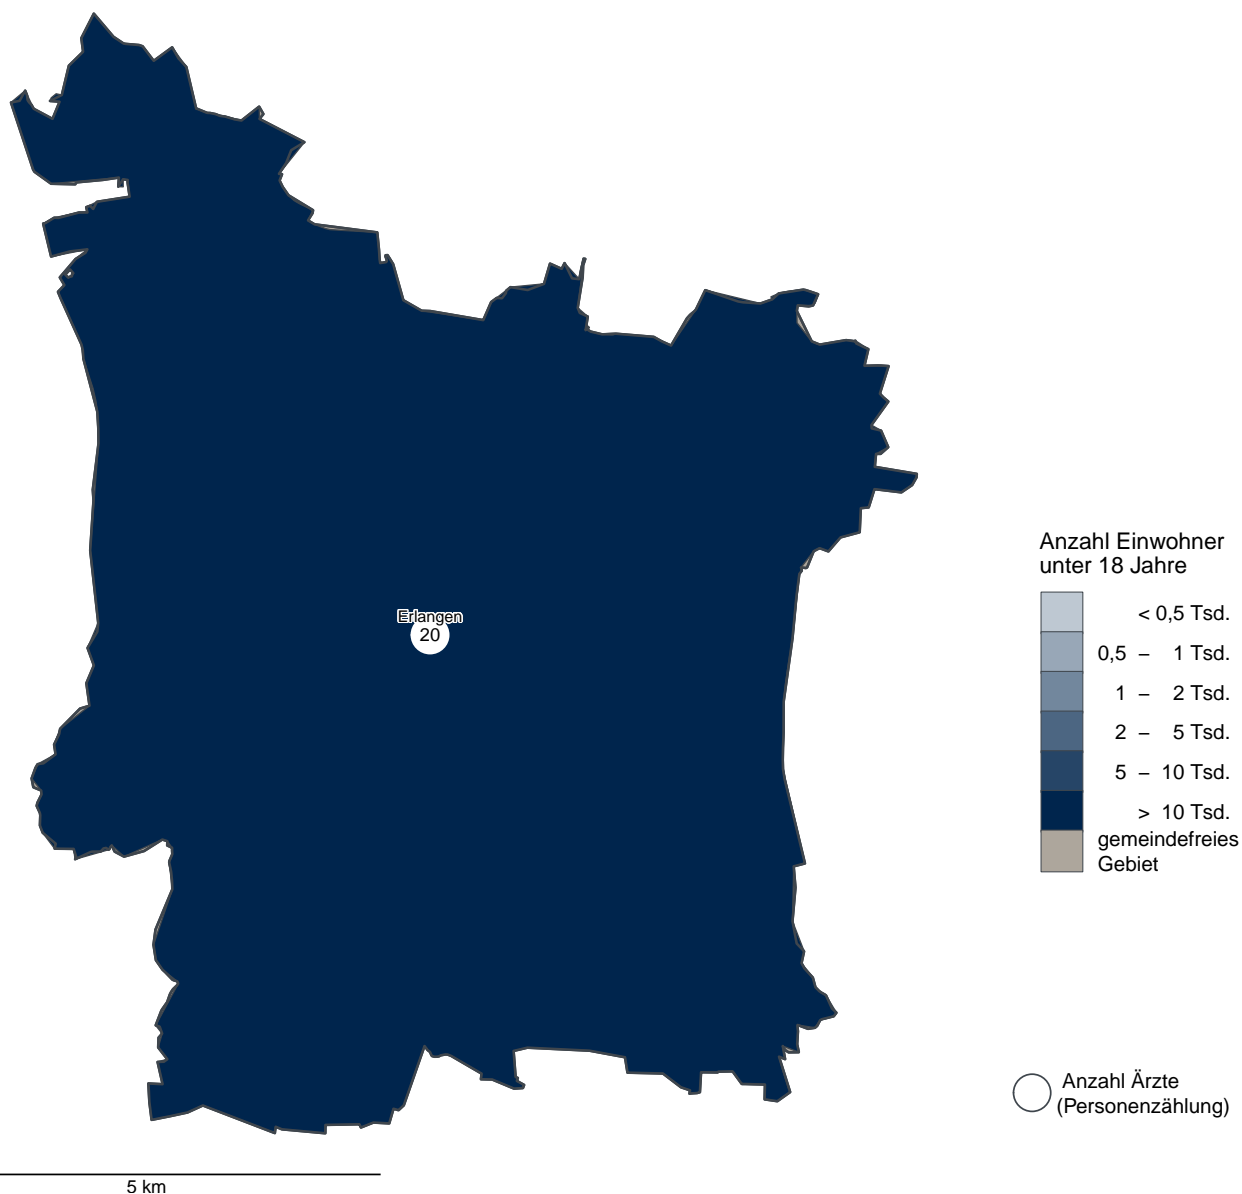 Erlangen
20
Anzahl Einwohner
unter 18 Jahre
< 0,5 Tsd.
0,5 – 1 Tsd.
1 – 2 Tsd.
2 – 5 Tsd.
5 – 10 Tsd.
> 10 Tsd.
gemeindefreies
Gebiet
Anzahl Ärzte
(Personenzählung)
5 km